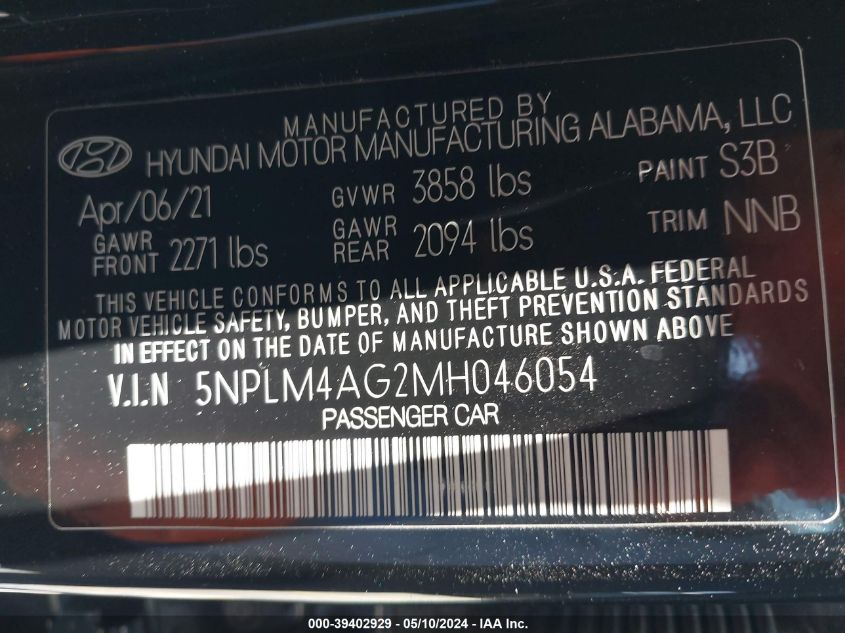 MANUFACTURED BY
HYUNDAI MOTOR MANUFACTURING ALABAMA, LLC
Apr/06/21 GVWR 3858 lbs PAINT S3B
GAWR FRONT 2271 lbs GAWR REAR 2094 lbs TRIM NNB
THIS VEHICLE CONFORMS TO ALL APPLICABLE U.S.A. FEDERAL
MOTOR VEHICLE SAFETY, BUMPER, AND THEFT PREVENTION STANDARDS
IN EFFECT ON THE DATE OF MANUFACTURE SHOWN ABOVE
V.I.N 5NPLM4AG2MH046054
PASSENGER CAR
000-39402929 - 05/10/2024 - IAA Inc.